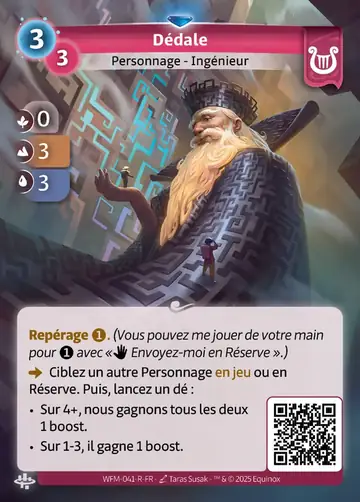 3
Dédale
3
Personnage - Ingénieur
0
3
3
Repérage 1. (Vous pouvez me jouer de votre main
pour 1 avec « Envoyez-moi en Réserve ».)
Ciblez un autre Personnage en jeu ou en
Réserve. Puis, lancez un dé :
• Sur 4+, nous gagnons tous les deux
1 boost.
• Sur 1-3, il gagne 1 boost.
WFM-041-R-FR - Taras Susak - ™ & © 2025 Equinox